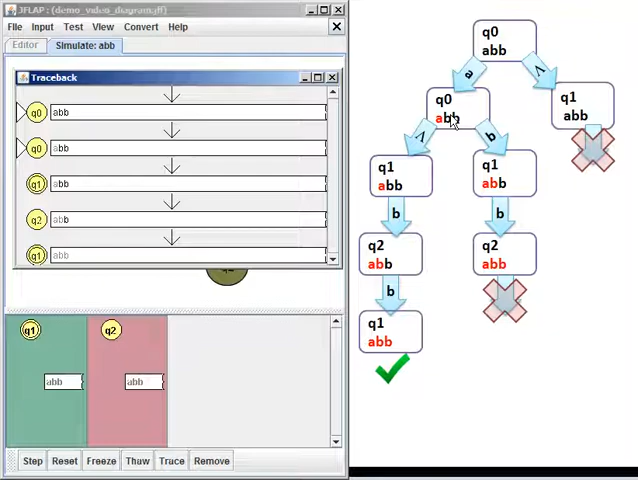 JFLAP: (demo_video_diagram.jff)
File Input Test View Convert Help
Editor Simulate: abb
Traceback
q0 abb
q0 abb
q1 abb
q2 abb
q1 abb
q1 q2
abb abb
Step Reset Freeze Thaw Trace Remove
q0
abb
a
λ
q0
abb
q1
abb
λ
b
q1
abb
q1
abb
b
b
q2
abb
q2
abb
b
q1
abb